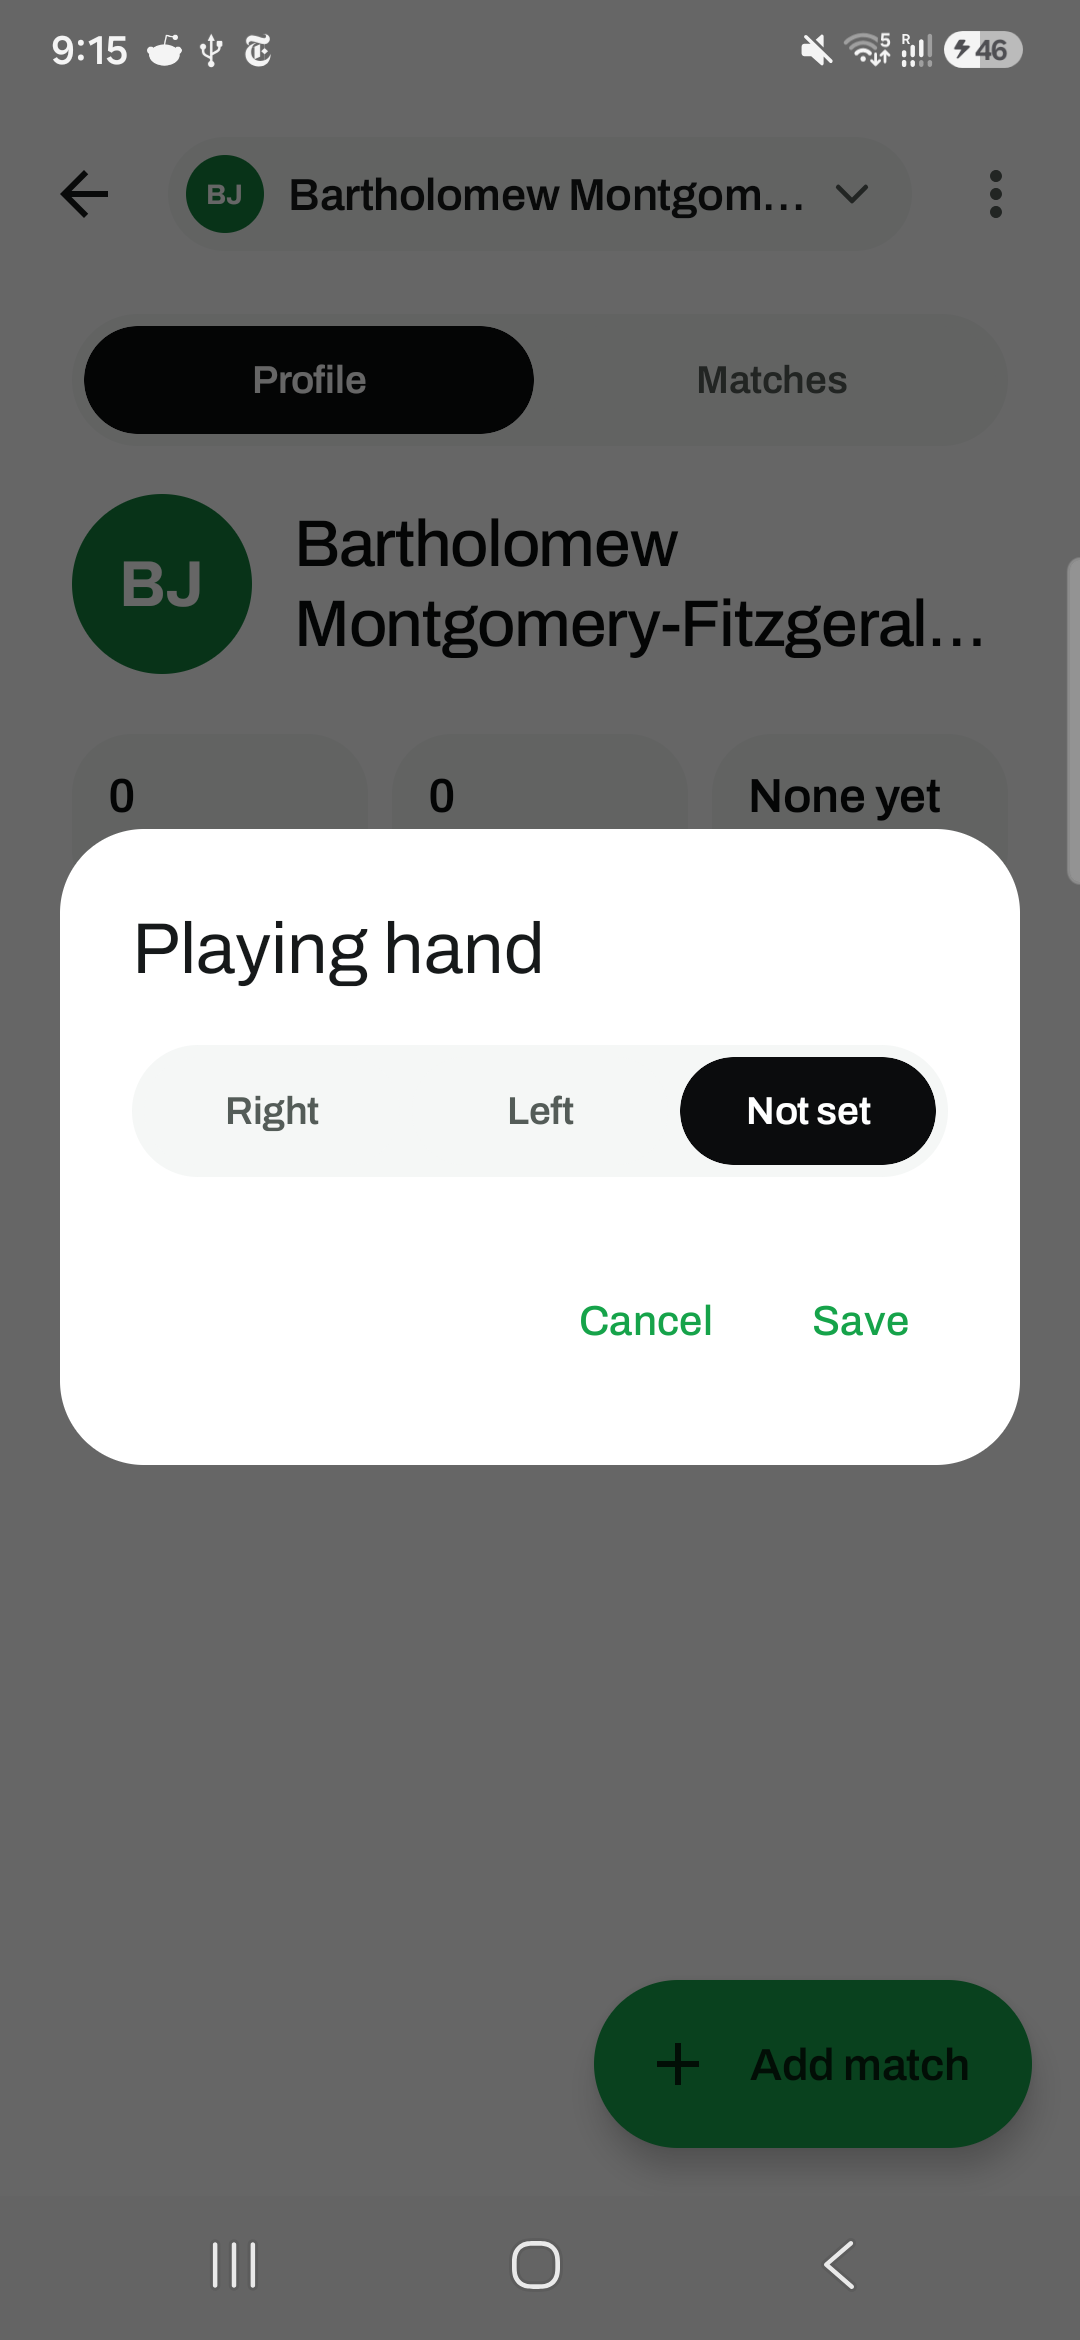 9:15
5
R
46
BJ
Bartholomew Montgom...
Profile
Matches
BJ
Bartholomew
Montgomery-Fitzgeral...
0
0
None yet
Playing hand
Right
Left
Not set
Cancel
Save
Add match